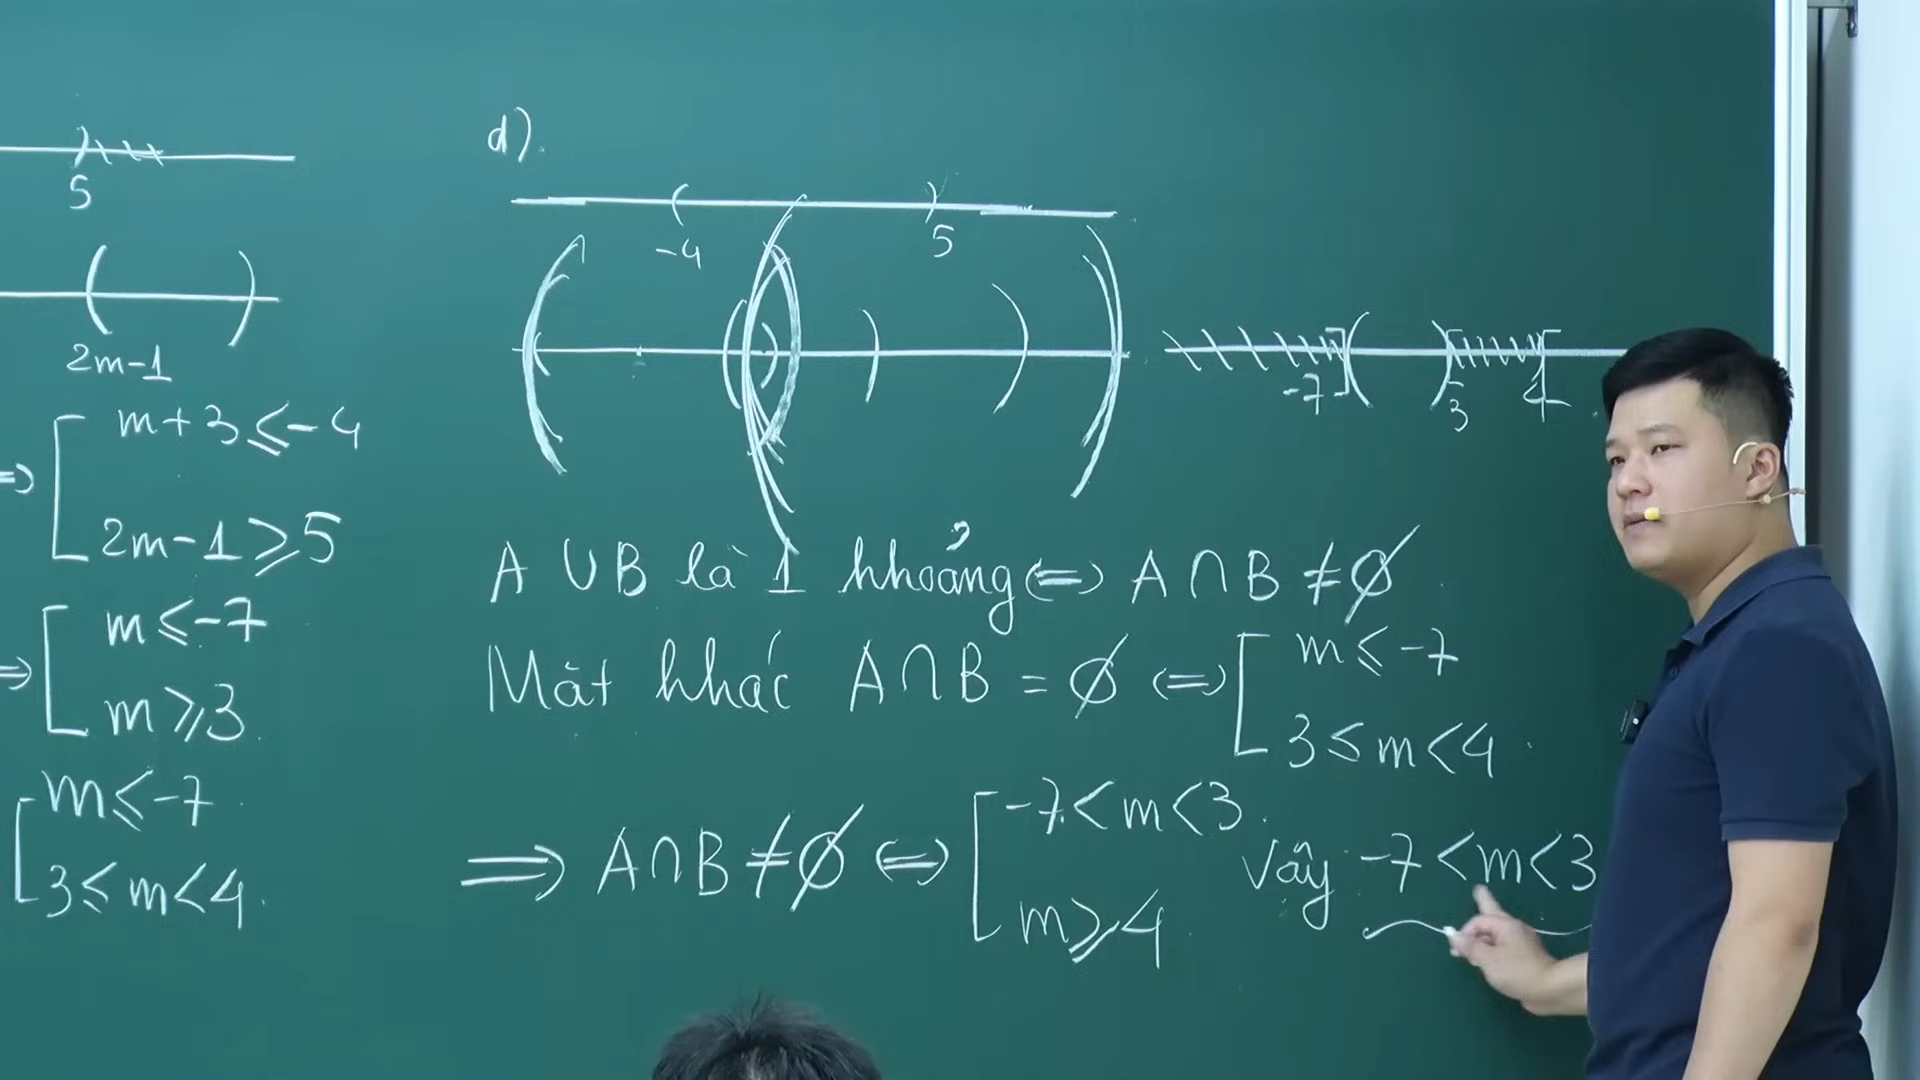 5
2m-1
⇒ [ m+3 ≤ -4
2m-1 ≥ 5
⇒ [ m ≤ -7
m ≥ 3.
[ m ≤ -7
3 ≤ m < 4.
d).
-4 5
-7 3 4
A ∪ B là 1 khoảng ⇔ A ∩ B ≠ ∅
Mặt khác A ∩ B = ∅ ⇔ [ m ≤ -7
3 ≤ m < 4.
⇒ A ∩ B ≠ ∅ ⇔ [ -7 < m < 3.
m ≥ 4
Vậy -7 < m < 3